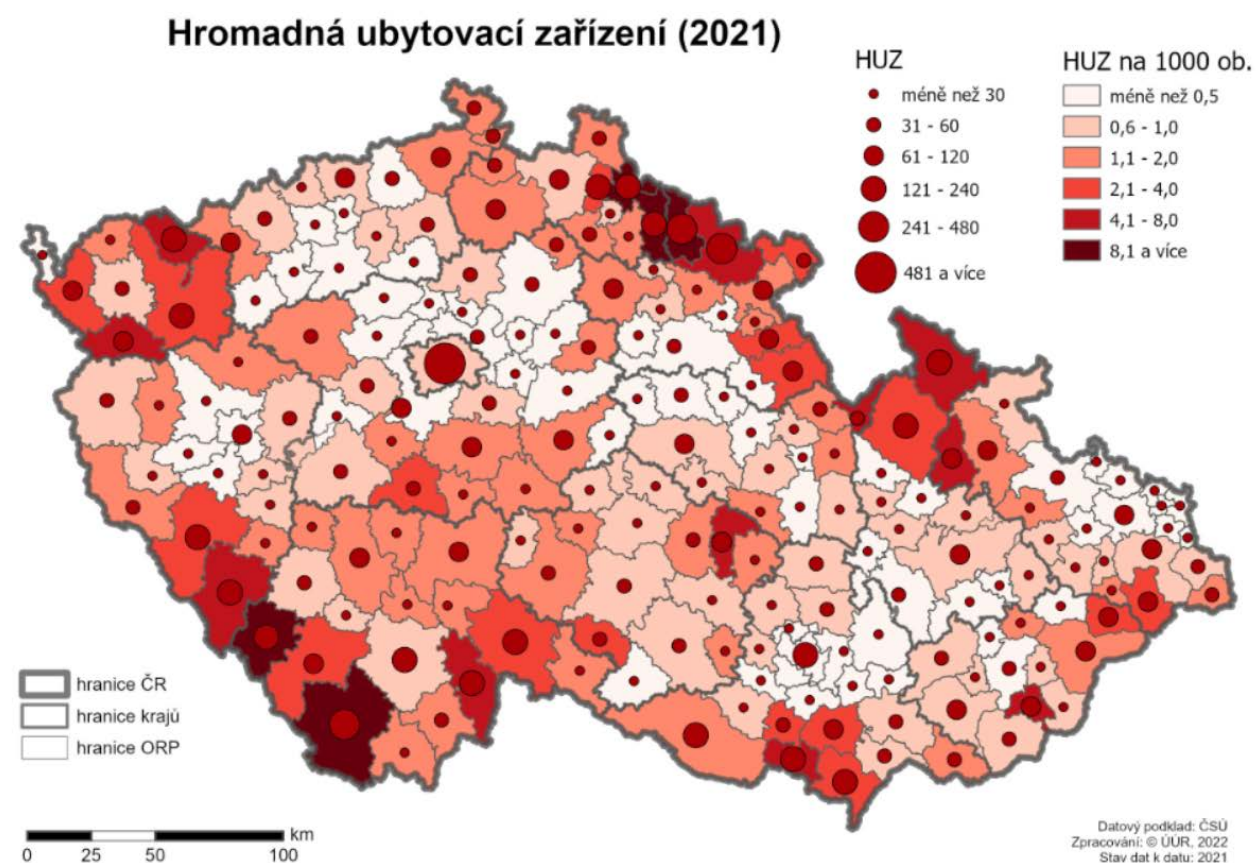 Hromadná ubytovací zařízení (2021)
HUZ
méně než 30
31 - 60
61 - 120
121 - 240
241 - 480
481 a více
HUZ na 1000 ob.
méně než 0,5
0,6 - 1,0
1,1 - 2,0
2,1 - 4,0
4,1 - 8,0
8,1 a více
hranice ČR
hranice krajů
hranice ORP
km
0 25 50 100
Datový podklad: ČSÚ
Zpracování: © ÚÚR, 2022
Stav dat k datu: 2021